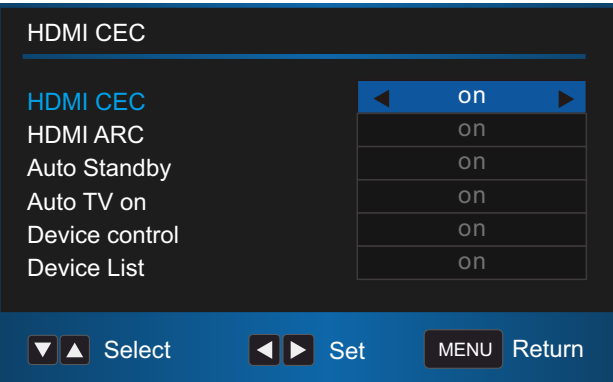 HDMI CEC
HDMI CEC on
HDMI ARC on
Auto Standby on
Auto TV on on
Device control on
Device List on
Select Set MENU Return